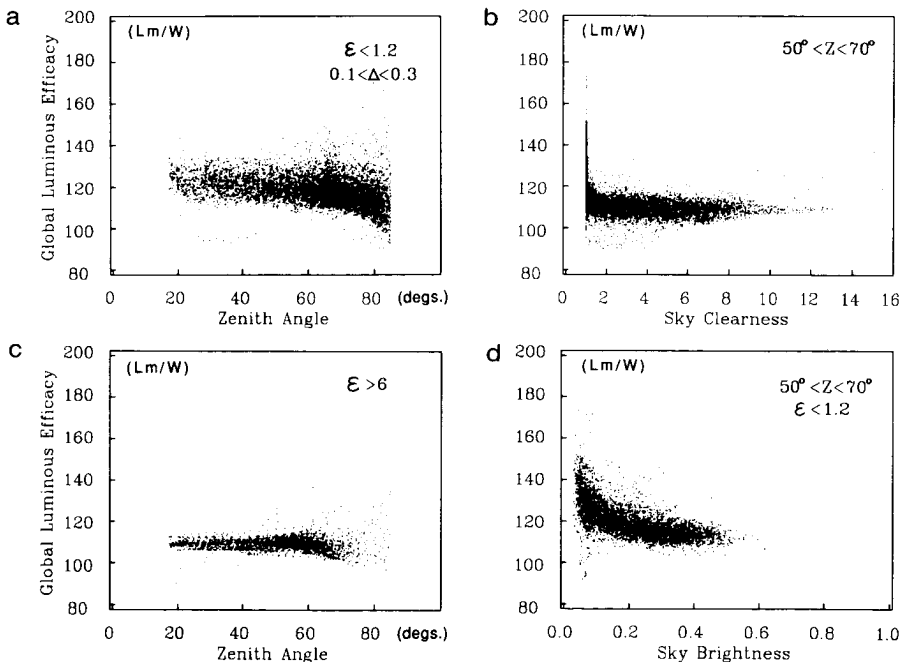 a
(Lm/W)
ε<1.2
0.1<Δ<0.3
200
180
160
140
120
100
80
Global Luminous Efficacy
0 20 40 60 80 (degs.)
Zenith Angle
b
(Lm/W)
50°<Z<70°
200
180
160
140
120
100
80
0 2 4 6 8 10 12 14 16
Sky Clearness
c
(Lm/W)
ε>6
200
180
160
140
120
100
80
Global Luminous Efficacy
0 20 40 60 80 (degs.)
Zenith Angle
d
(Lm/W)
50°<Z<70°
ε<1.2
200
180
160
140
120
100
80
0.0 0.2 0.4 0.6 0.8 1.0
Sky Brightness